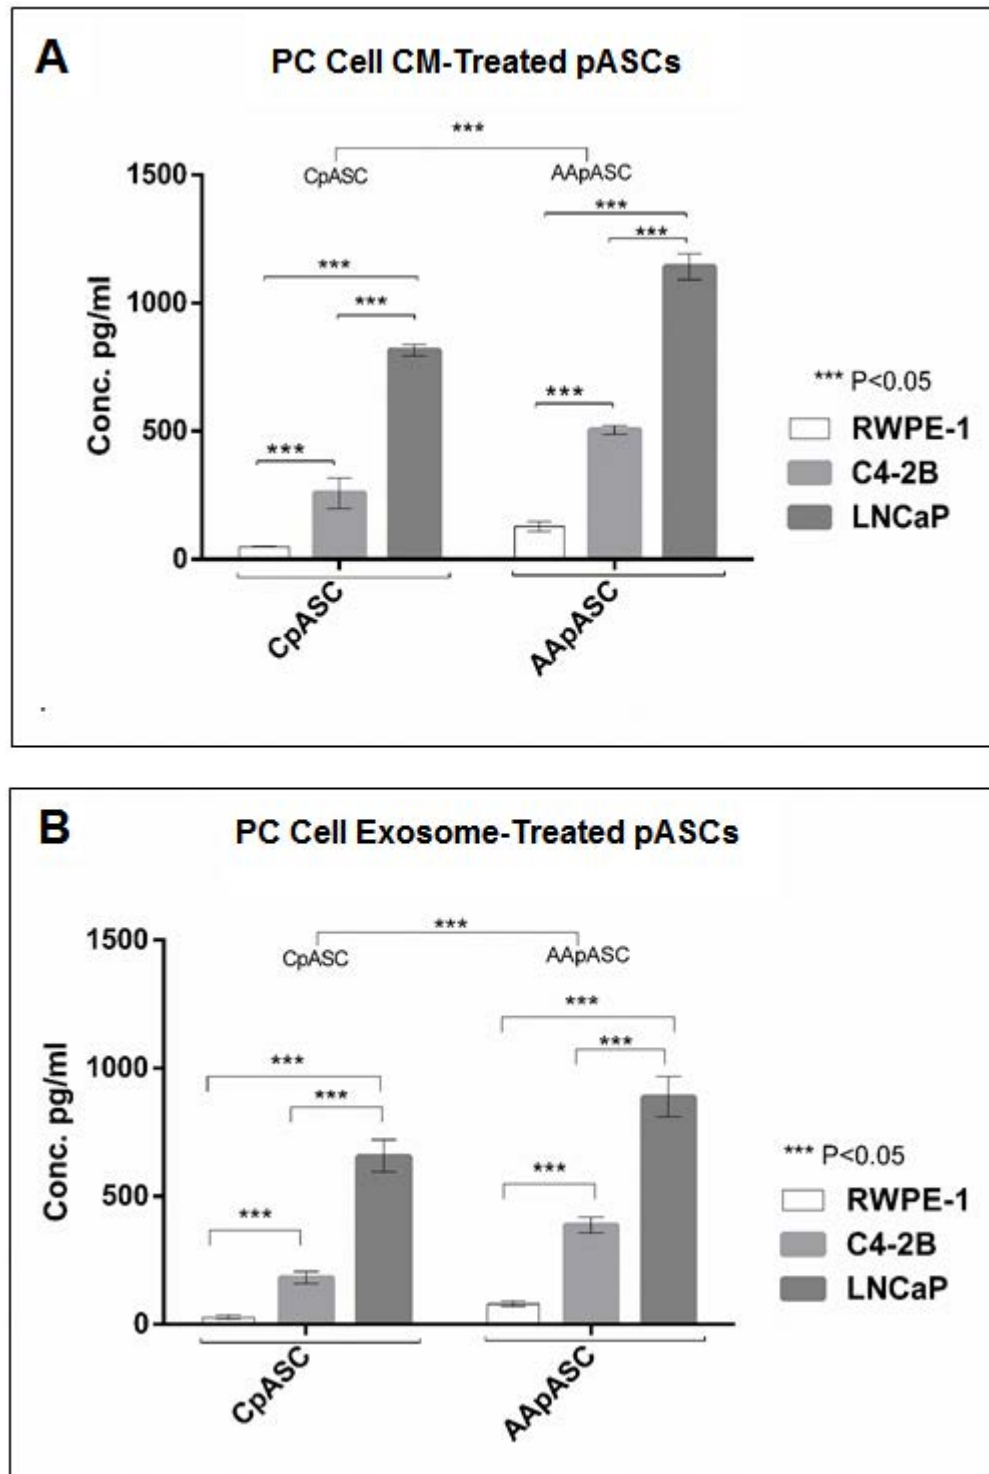 A
PC Cell CM-Treated pASCs
***
CpASC
AApASC
1500
***
***
***
1000
***
*** P<0.05
***
RWPE-1
500
***
C4-2B
LNCaP
0
Conc. pg/ml
CpASC
AApASC
B
PC Cell Exosome-Treated pASCs
***
CpASC
AApASC
1500
***
***
1000
***
***
***
*** P<0.05
500
***
RWPE-1
C4-2B
LNCaP
0
Conc. pg/ml
CpASC
AApASC